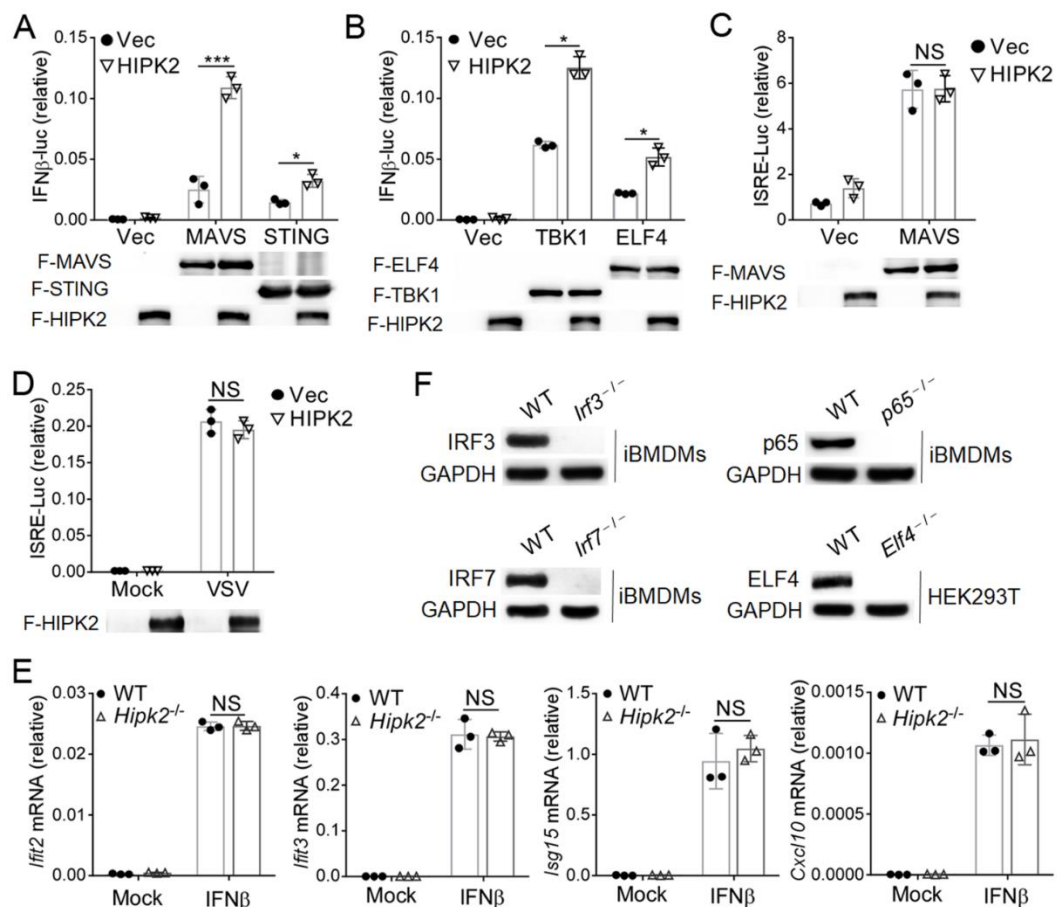 A
Vec
HIPK2
IFNβ-luc (relative)
0.15
0.10
0.05
0.00
***
*
Vec MAVS STING
F-MAVS
F-STING
F-HIPK2
B
Vec
HIPK2
IFNβ-luc (relative)
0.15
0.10
0.05
0.00
*
*
Vec TBK1 ELF4
F-ELF4
F-TBK1
F-HIPK2
C
Vec
HIPK2
ISRE-Luc (relative)
8
6
4
2
0
NS
Vec MAVS
F-MAVS
F-HIPK2
D
Vec
HIPK2
ISRE-Luc (relative)
0.25
0.20
0.15
0.10
0.05
0.00
NS
Mock VSV
F-HIPK2
F
WT Irf3⁻/⁻
IRF3
GAPDH
iBMDMs
WT p65⁻/⁻
p65
GAPDH
iBMDMs
WT Irf7⁻/⁻
IRF7
GAPDH
iBMDMs
WT Elf4⁻/⁻
ELF4
GAPDH
HEK293T
E
WT
Hipk2⁻/⁻
Ifit2 mRNA (relative)
0.03
0.02
0.01
0.00
NS
Mock IFNβ
WT
Hipk2⁻/⁻
Ifit3 mRNA (relative)
0.4
0.3
0.2
0.1
0.0
NS
Mock IFNβ
WT
Hipk2⁻/⁻
Isg15 mRNA (relative)
1.5
1.0
0.5
0.0
NS
Mock IFNβ
WT
Hipk2⁻/⁻
Cxcl10 mRNA (relative)
0.0015
0.0010
0.0005
0.0000
NS
Mock IFNβ